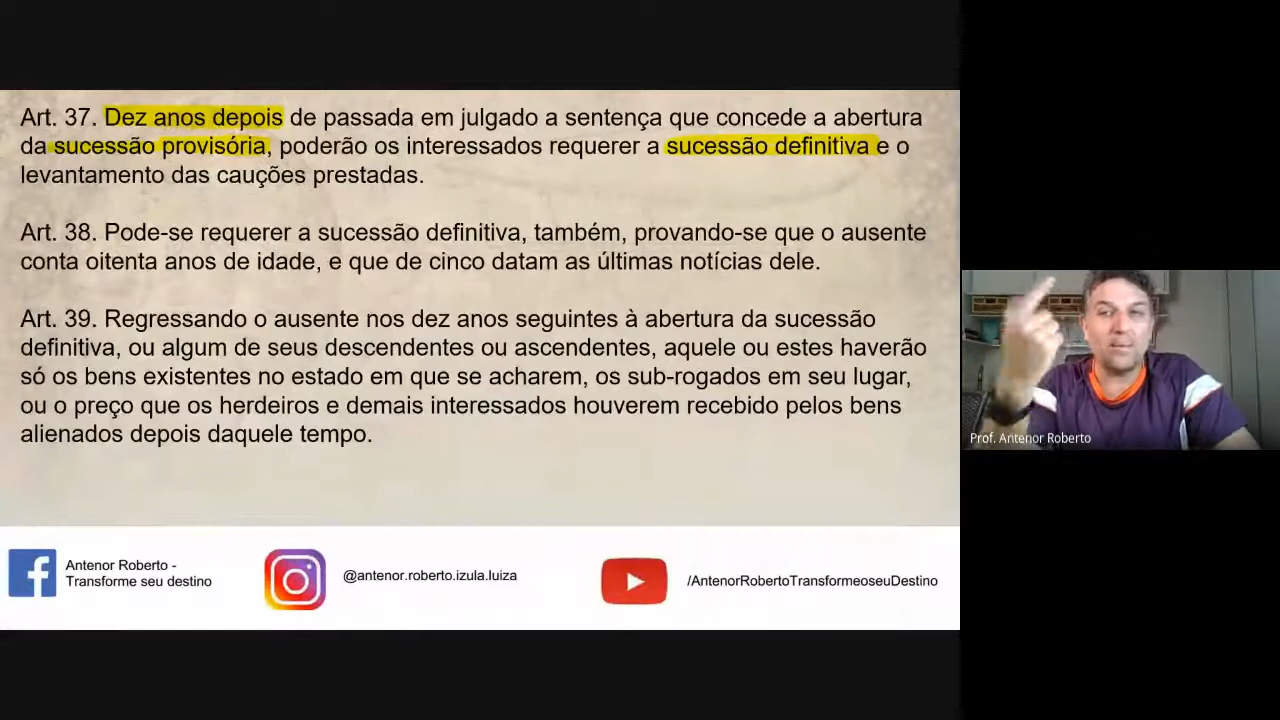 Art. 37. Dez anos depois de passada em julgado a sentença que concede a abertura
da sucessão provisória, poderão os interessados requerer a sucessão definitiva e o
levantamento das cauções prestadas.
Art. 38. Pode-se requerer a sucessão definitiva, também, provando-se que o ausente
conta oitenta anos de idade, e que de cinco datam as últimas notícias dele.
Art. 39. Regressando o ausente nos dez anos seguintes à abertura da sucessão
definitiva, ou algum de seus descendentes ou ascendentes, aquele ou estes haverão
só os bens existentes no estado em que se acharem, os sub-rogados em seu lugar,
ou o preço que os herdeiros e demais interessados houverem recebido pelos bens
alienados depois daquele tempo.
Prof. Antenor Roberto
Antenor Roberto -
Transforme seu destino
@antenor.roberto.izula.luiza
/AntenorRobertoTransformeoseuDestino